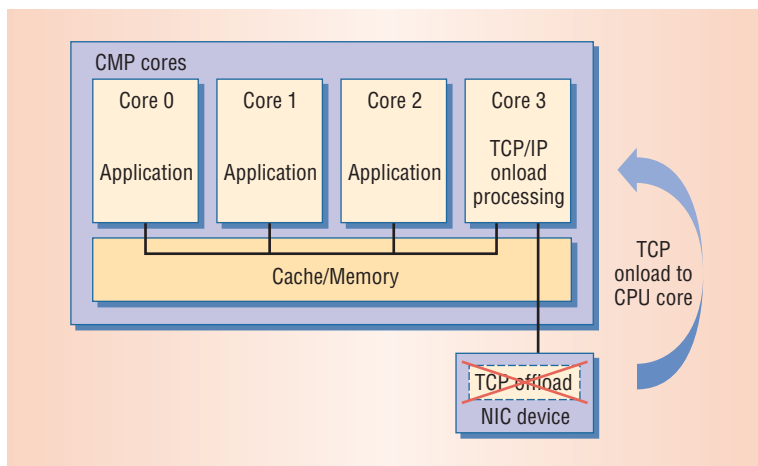 CMP cores
Core 0
Core 1
Core 2
Core 3
Application
Application
Application
TCP/IP
onload
processing
Cache/Memory
TCP
onload to
CPU core
TCP offload
NIC device